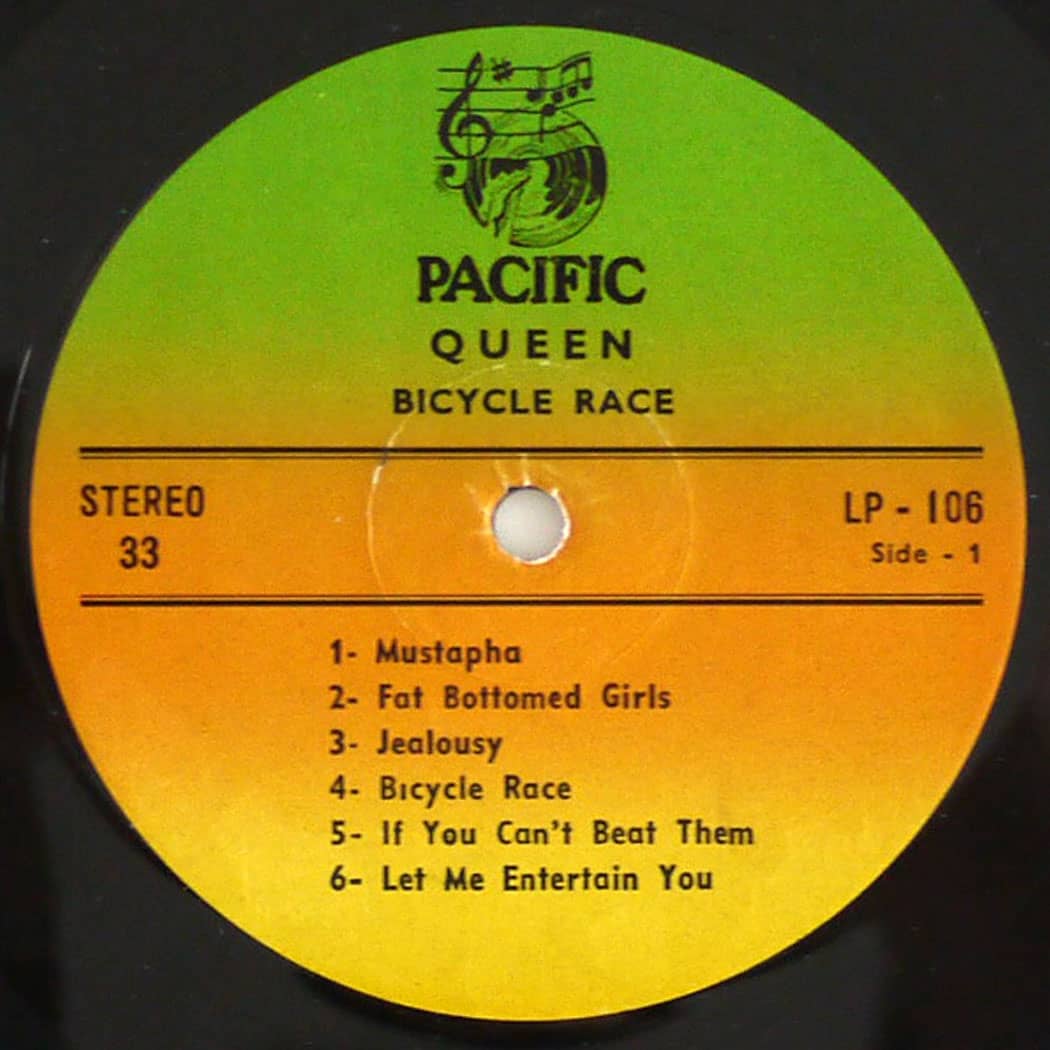 PACIFIC
QUEEN
BICYCLE RACE
STEREO
33
LP - 106
Side - 1
1- Mustapha
2- Fat Bottomed Girls
3- Jealousy
4- Bicycle Race
5- If You Can't Beat Them
6- Let Me Entertain You